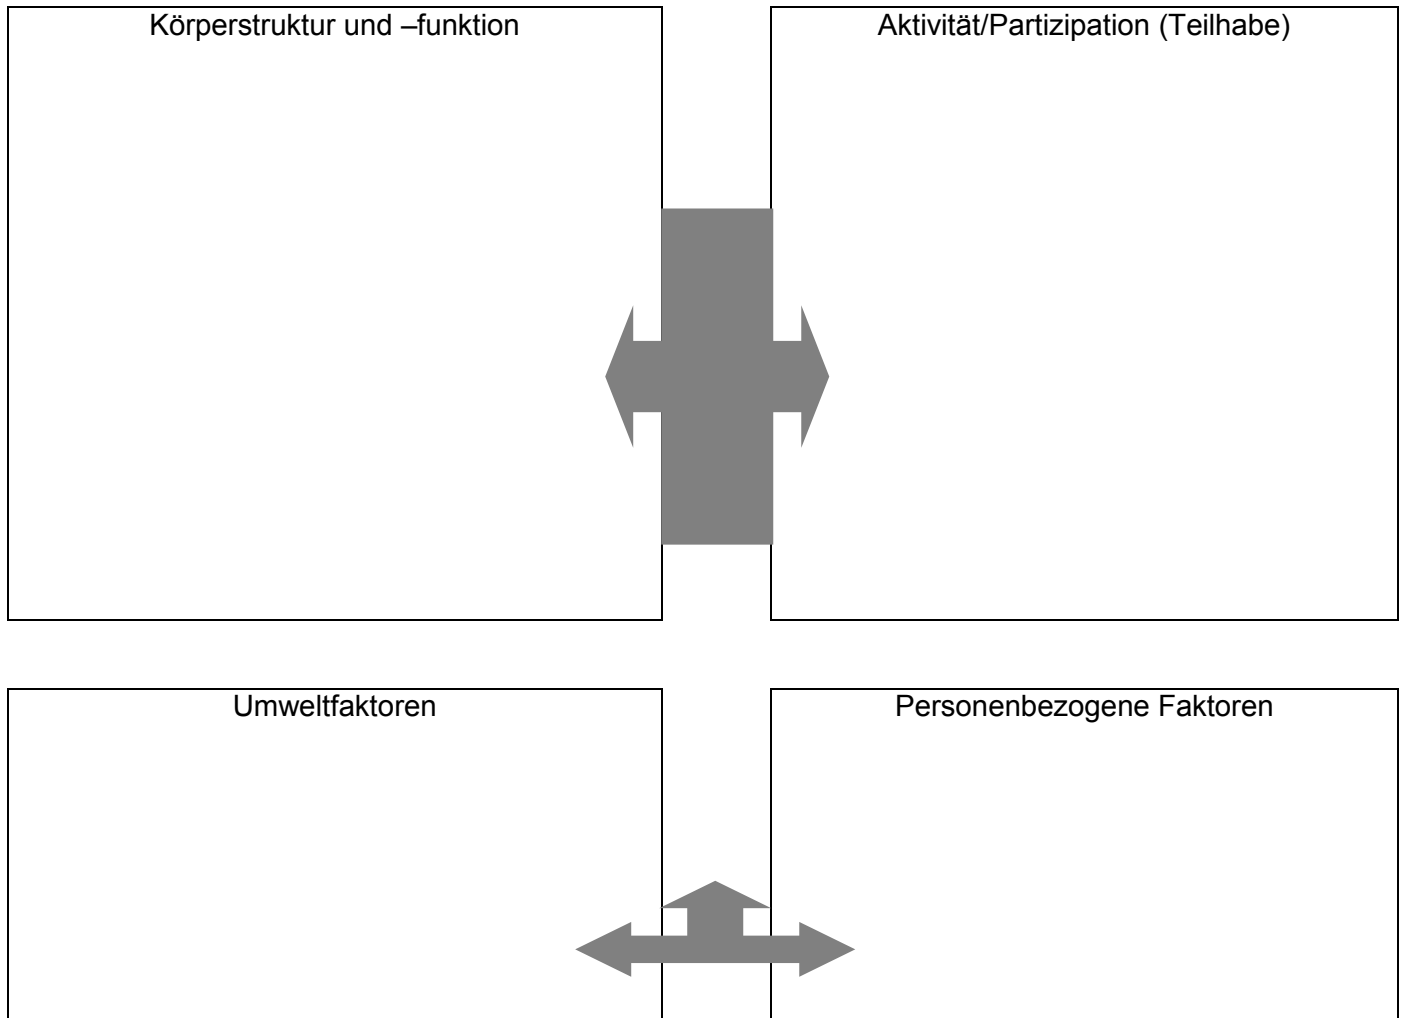 Körperstruktur und –funktion
Aktivität/Partizipation (Teilhabe)
Umweltfaktoren
Personenbezogene Faktoren